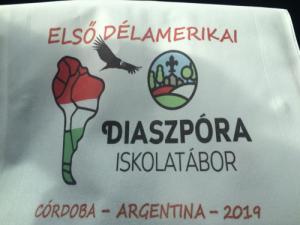 ELSŐ DÉLAMERIKAI
DIASZPÓRA
ISKOLATÁBOR
CÓRDOBA - ARGENTINA - 2019